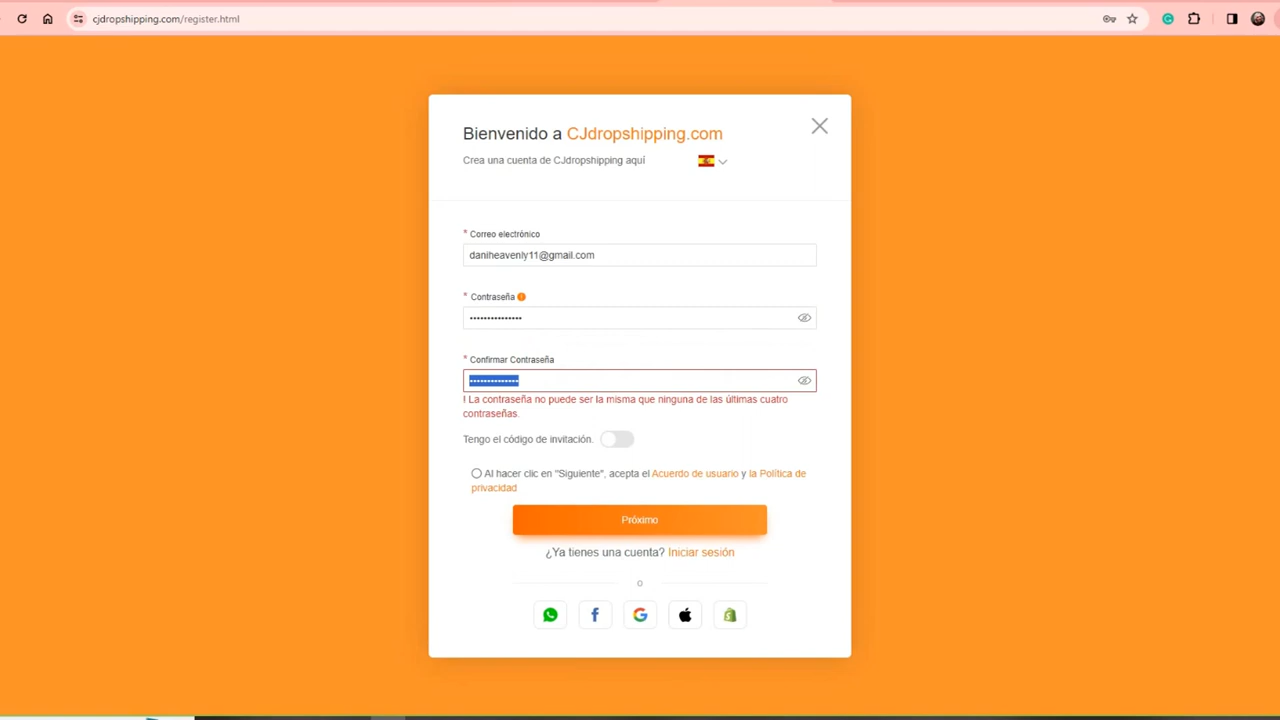 cjdropshipping.com/register.html
Bienvenido a CJdropshipping.com
Crea una cuenta de CJdropshipping aquí
* Correo electrónico
daniheavenly11@gmail.com
* Contraseña !
•••••••••••••••
* Confirmar Contraseña
••••••••••••••
! La contraseña no puede ser la misma que ninguna de las últimas cuatro
contraseñas.
Tengo el código de invitación.
Al hacer clic en "Siguiente", acepta el Acuerdo de usuario y la Política de
privacidad
Próximo
¿Ya tienes una cuenta? Iniciar sesión
o